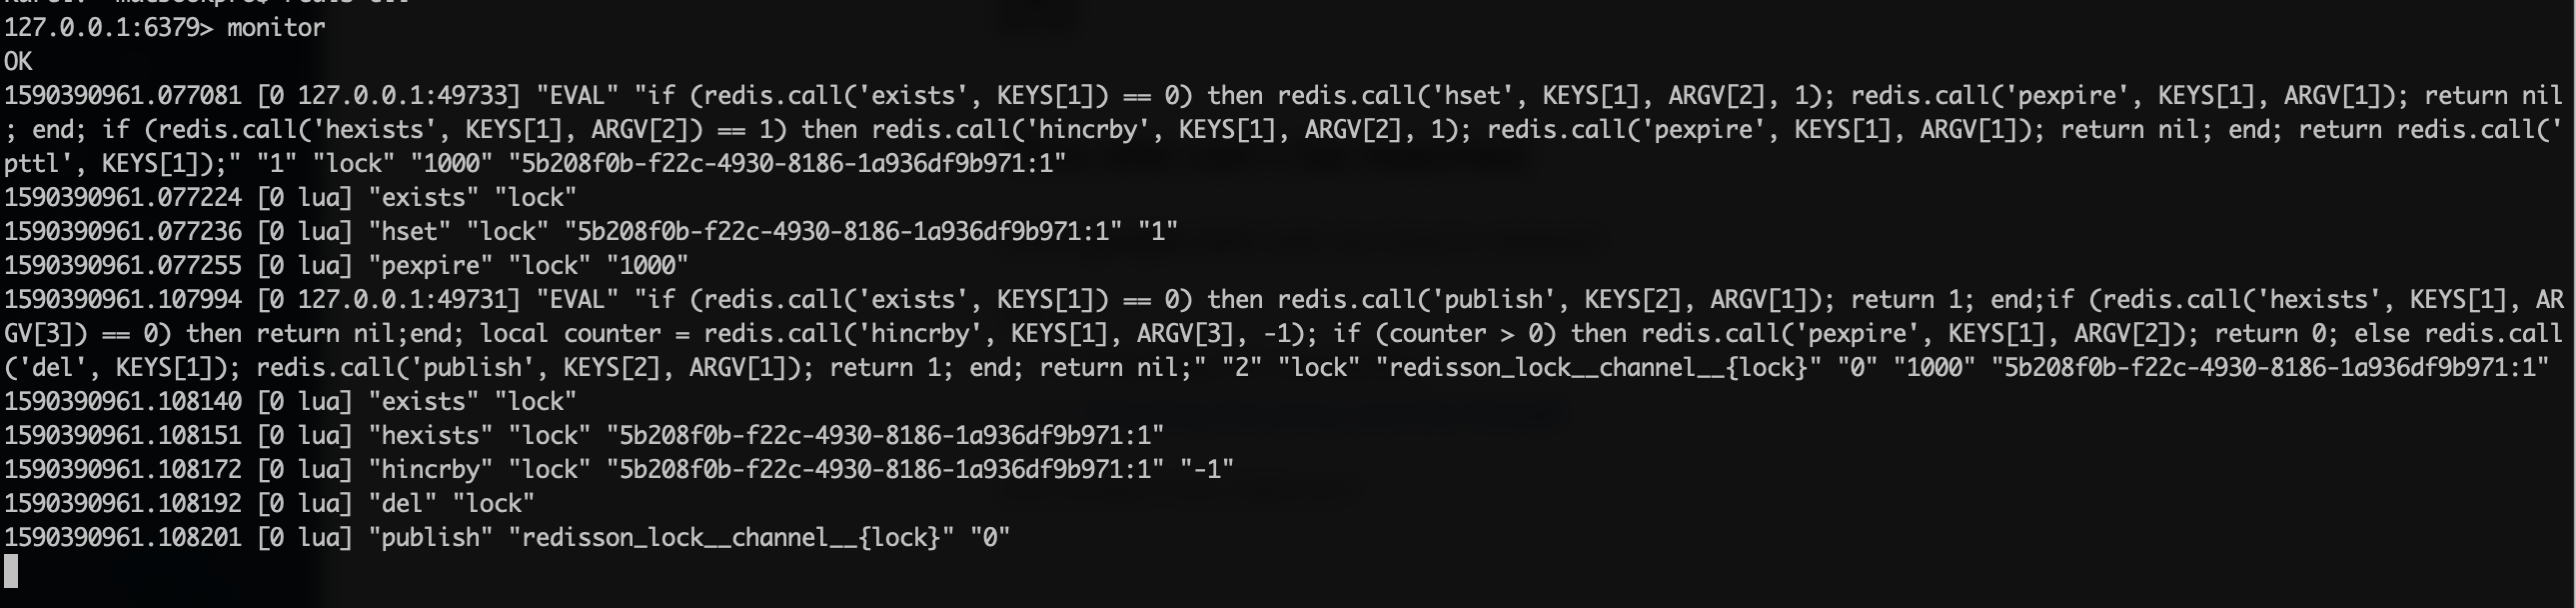 127.0.0.1:6379> monitor
OK
1590390961.077081 [0 127.0.0.1:49733] "EVAL" "if (redis.call('exists', KEYS[1]) == 0) then redis.call('hset', KEYS[1], ARGV[2], 1); redis.call('pexpire', KEYS[1], ARGV[1]); return nil
; end; if (redis.call('hexists', KEYS[1], ARGV[2]) == 1) then redis.call('hincrby', KEYS[1], ARGV[2], 1); redis.call('pexpire', KEYS[1], ARGV[1]); return nil; end; return redis.call('
pttl', KEYS[1]);" "1" "lock" "1000" "5b208f0b-f22c-4930-8186-1a936df9b971:1"
1590390961.077224 [0 lua] "exists" "lock"
1590390961.077236 [0 lua] "hset" "lock" "5b208f0b-f22c-4930-8186-1a936df9b971:1" "1"
1590390961.077255 [0 lua] "pexpire" "lock" "1000"
1590390961.107994 [0 127.0.0.1:49731] "EVAL" "if (redis.call('exists', KEYS[1]) == 0) then redis.call('publish', KEYS[2], ARGV[1]); return 1; end;if (redis.call('hexists', KEYS[1], AR
GV[3]) == 0) then return nil;end; local counter = redis.call('hincrby', KEYS[1], ARGV[3], -1); if (counter > 0) then redis.call('pexpire', KEYS[1], ARGV[2]); return 0; else redis.call
('del', KEYS[1]); redis.call('publish', KEYS[2], ARGV[1]); return 1; end; return nil;" "2" "lock" "redisson_lock__channel__{lock}" "0" "1000" "5b208f0b-f22c-4930-8186-1a936df9b971:1"
1590390961.108140 [0 lua] "exists" "lock"
1590390961.108151 [0 lua] "hexists" "lock" "5b208f0b-f22c-4930-8186-1a936df9b971:1"
1590390961.108172 [0 lua] "hincrby" "lock" "5b208f0b-f22c-4930-8186-1a936df9b971:1" "-1"
1590390961.108192 [0 lua] "del" "lock"
1590390961.108201 [0 lua] "publish" "redisson_lock__channel__{lock}" "0"